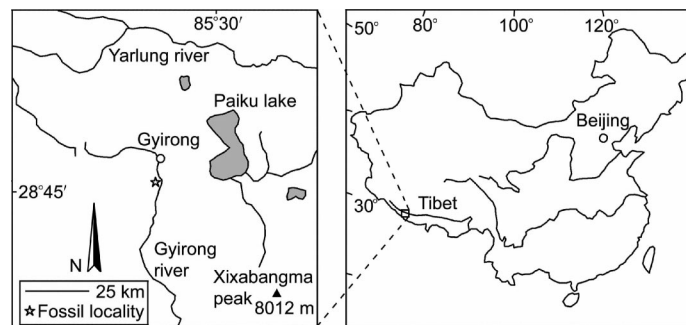 85°30'
Yarlung river
Paiku lake
Gyirong
28°45'
N
Gyirong
river
Xixabangma
peak
8012 m
25 km
Fossil locality
50°
80°
100°
120°
Beijing
30°
Tibet